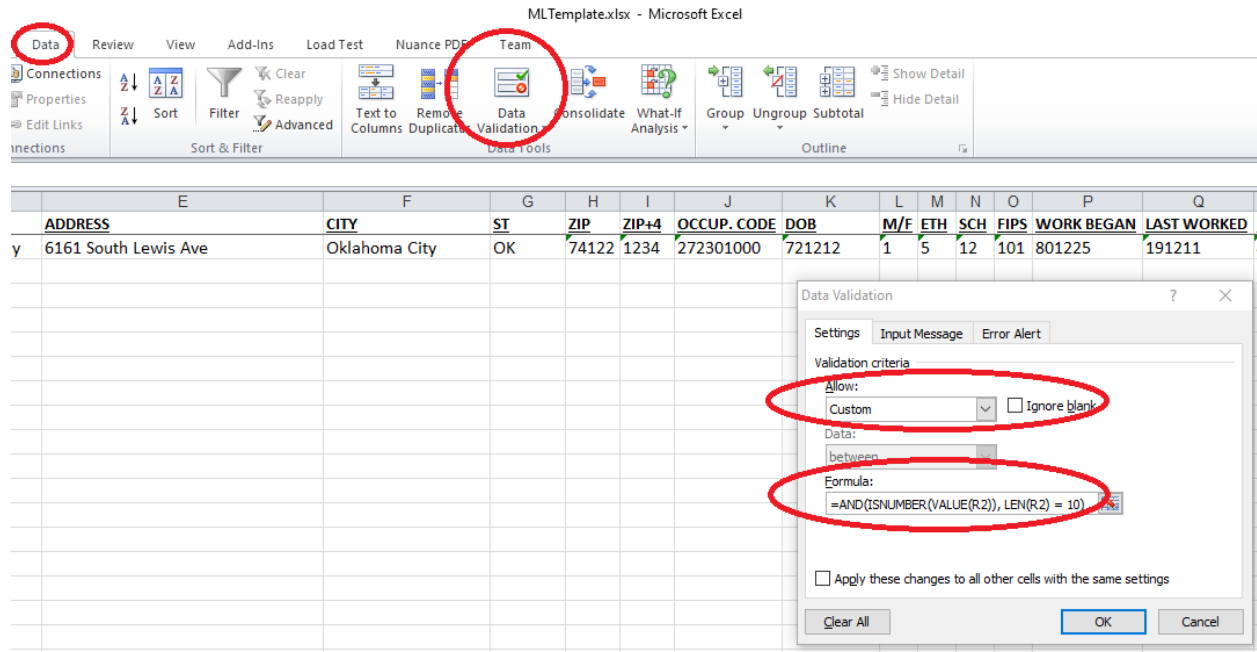 MLTemplate.xlsx - Microsoft Excel
Data Review View Add-Ins Load Test Nuance PDF Team
Connections
Properties
Edit Links
Sort
Filter
Clear
Reapply
Advanced
Text to Columns
Remove Duplicates
Data Validation
Consolidate
What-If Analysis
Group
Ungroup
Subtotal
Show Detail
Hide Detail
nnections Sort & Filter Data Tools Outline
E F G H I J K L M N O P Q
ADDRESS CITY ST ZIP ZIP+4 OCCUP. CODE DOB M/F ETH SCH FIPS WORK BEGAN LAST WORKED
y 6161 South Lewis Ave Oklahoma City OK 74122 1234 272301000 721212 1 5 12 101 801225 191211
Data Validation ?
Settings Input Message Error Alert
Validation criteria
Allow:
Custom Ignore blank
Data:
between
Formula:
=AND(ISNUMBER(VALUE(R2)), LEN(R2) = 10)
Apply these changes to all other cells with the same settings
Clear All OK Cancel